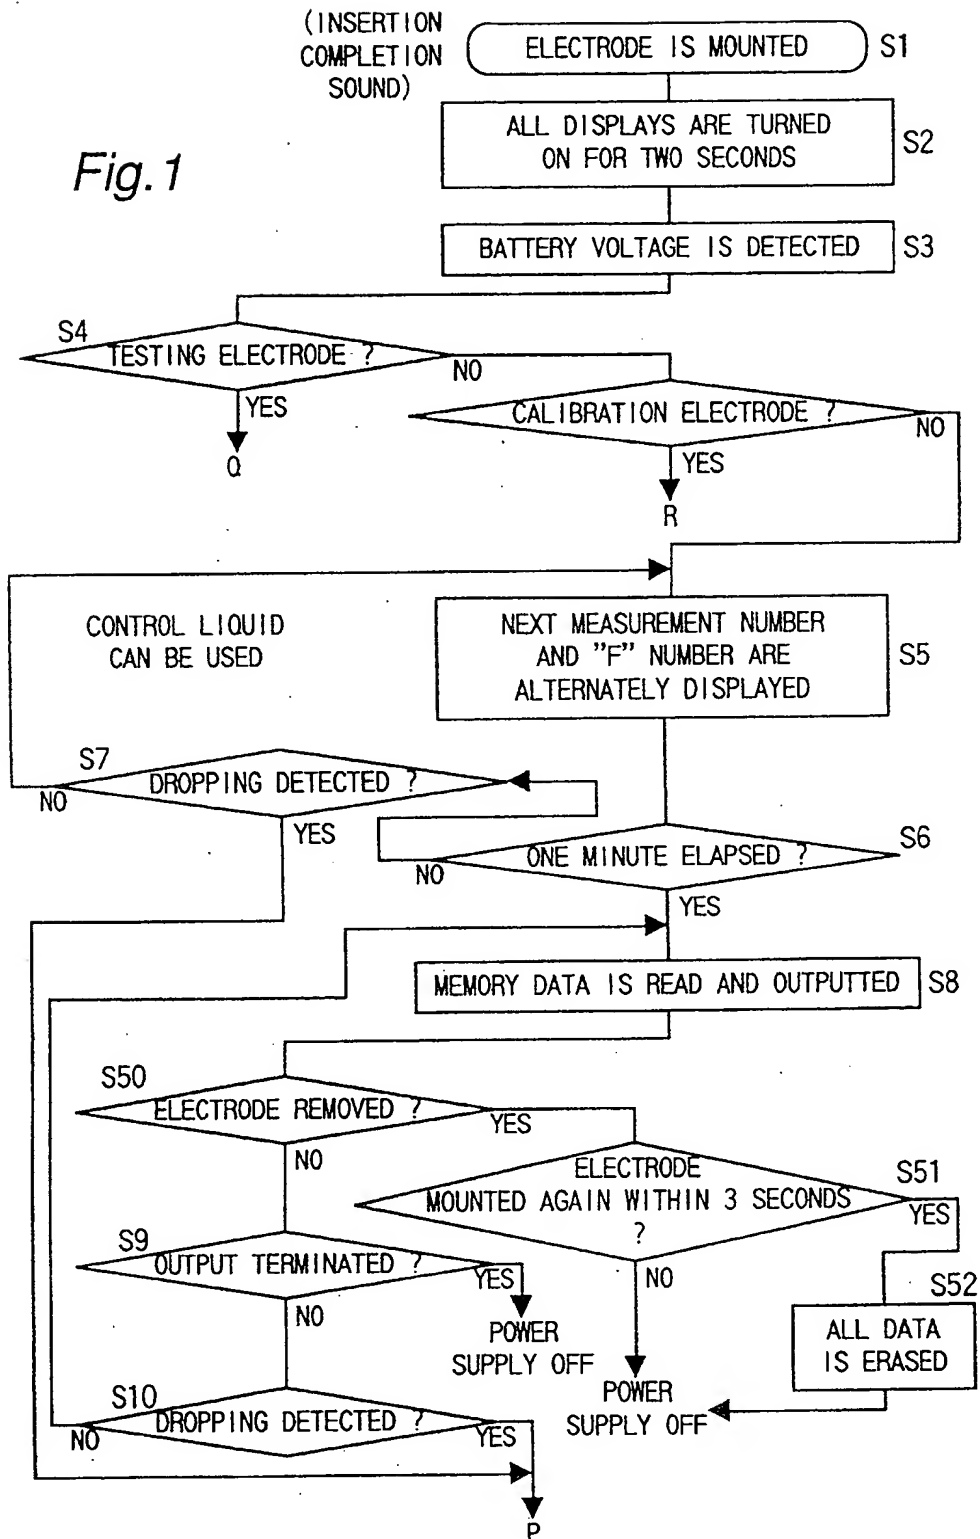 (INSERTION
COMPLETION
SOUND)
ELECTRODE IS MOUNTED
S1
ALL DISPLAYS ARE TURNED
ON FOR TWO SECONDS
S2
Fig.1
BATTERY VOLTAGE IS DETECTED
S3
S4
TESTING ELECTRODE ?
NO
YES
Q
CALIBRATION ELECTRODE ?
NO
YES
R
CONTROL LIQUID
CAN BE USED
NEXT MEASUREMENT NUMBER
AND "F" NUMBER ARE
ALTERNATELY DISPLAYED
S5
S7
DROPPING DETECTED ?
NO
YES
S6
ONE MINUTE ELAPSED ?
NO
YES
MEMORY DATA IS READ AND OUTPUTTED
S8
S50
ELECTRODE REMOVED ?
YES
NO
ELECTRODE
MOUNTED AGAIN WITHIN 3 SECONDS
?
S51
YES
NO
S9
OUTPUT TERMINATED ?
YES
NO
POWER
SUPPLY OFF
S52
ALL DATA
IS ERASED
POWER
SUPPLY OFF
S10
DROPPING DETECTED ?
NO
YES
P